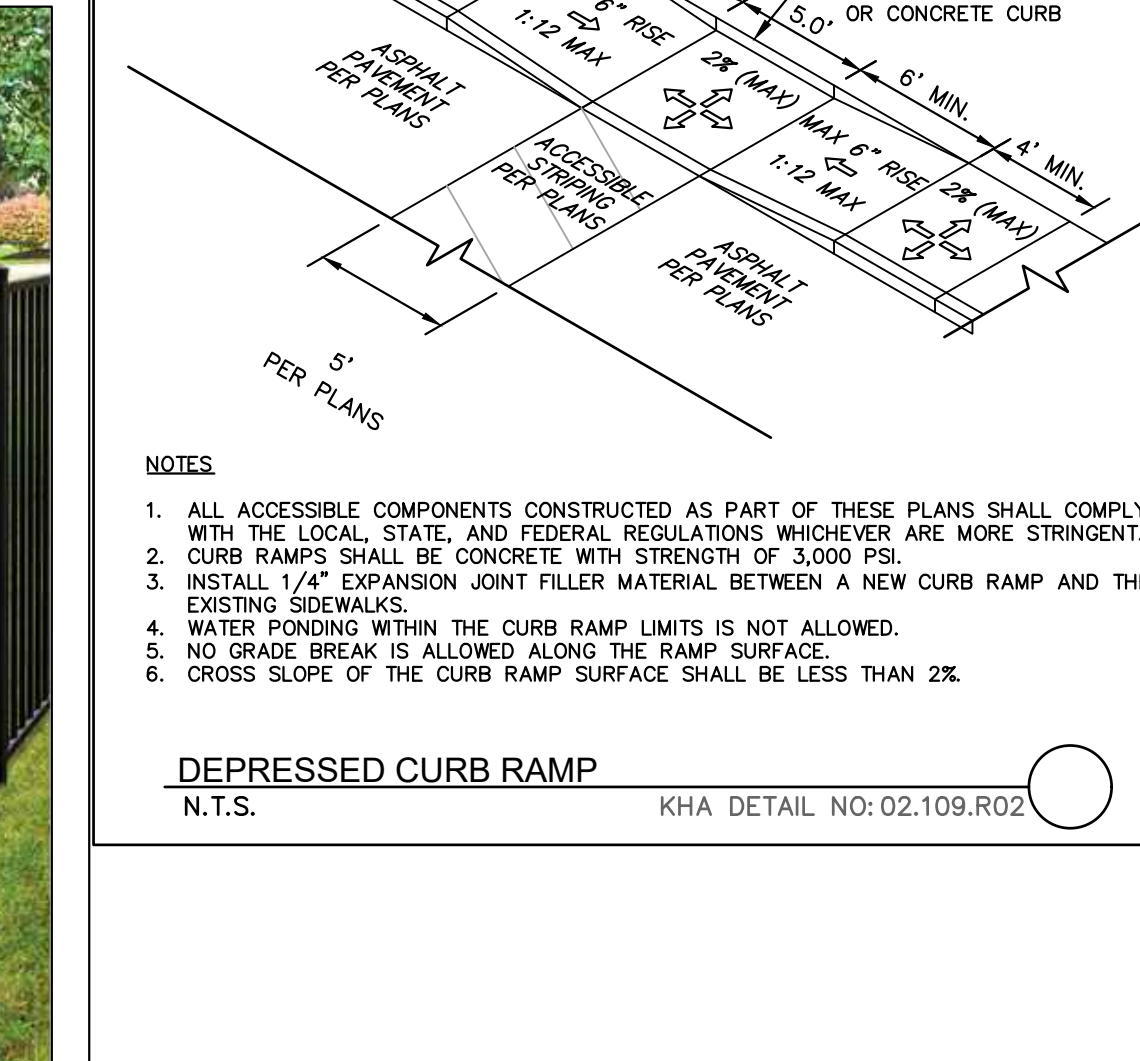 OR CONCRETE CURB
5.0'
6" RISE
1:12 MAX
6' MIN.
4' MIN.
ASPHALT
PAVEMENT
PER PLANS
2% (MAX)
MAX 6" RISE
1:12 MAX
2% (MAX)
ACCESSIBLE
STRIPING
PER PLANS
ASPHALT
PAVEMENT
PER PLANS
5'
PER PLANS
NOTES
1. ALL ACCESSIBLE COMPONENTS CONSTRUCTED AS PART OF THESE PLANS SHALL COMPLY
WITH THE LOCAL, STATE, AND FEDERAL REGULATIONS WHICHEVER ARE MORE STRINGENT.
2. CURB RAMPS SHALL BE CONCRETE WITH STRENGTH OF 3,000 PSI.
3. INSTALL 1/4" EXPANSION JOINT FILLER MATERIAL BETWEEN A NEW CURB RAMP AND THE
EXISTING SIDEWALKS.
4. WATER PONDING WITHIN THE CURB RAMP LIMITS IS NOT ALLOWED.
5. NO GRADE BREAK IS ALLOWED ALONG THE RAMP SURFACE.
6. CROSS SLOPE OF THE CURB RAMP SURFACE SHALL BE LESS THAN 2%.
DEPRESSED CURB RAMP
N.T.S. KHA DETAIL NO: 02.109.R02